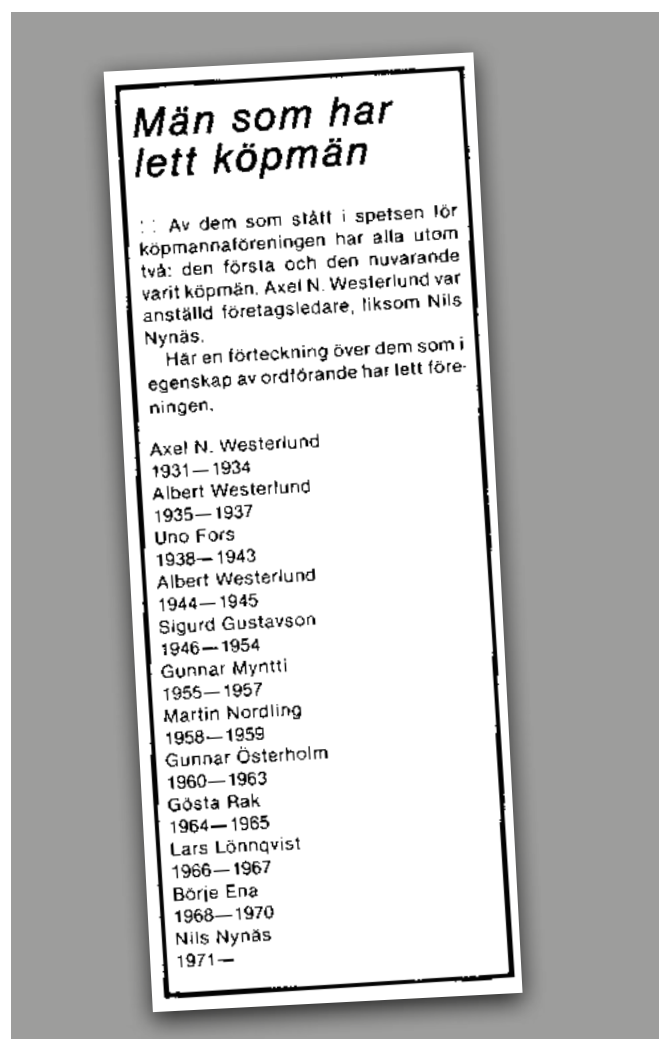 Män som har
lett köpmän
:: Av dem som stått i spetsen för
köpmannaföreningen har alla utom
två: den första och den nuvarande
varit köpmän. Axel N. Westerlund var
anställd företagsledare, liksom Nils
Nynäs.
Här en förteckning över dem som i
egenskap av ordförande har lett före-
ningen.
Axel N. Westerlund
1931—1934
Albert Westerlund
1935—1937
Uno Fors
1938—1943
Albert Westerlund
1944—1945
Sigurd Gustavson
1946—1954
Gunnar Myntti
1955—1957
Martin Nordling
1958—1959
Gunnar Österholm
1960—1963
Gösta Rak
1964—1965
Lars Lönnqvist
1966—1967
Börje Ena
1968—1970
Nils Nynäs
1971—